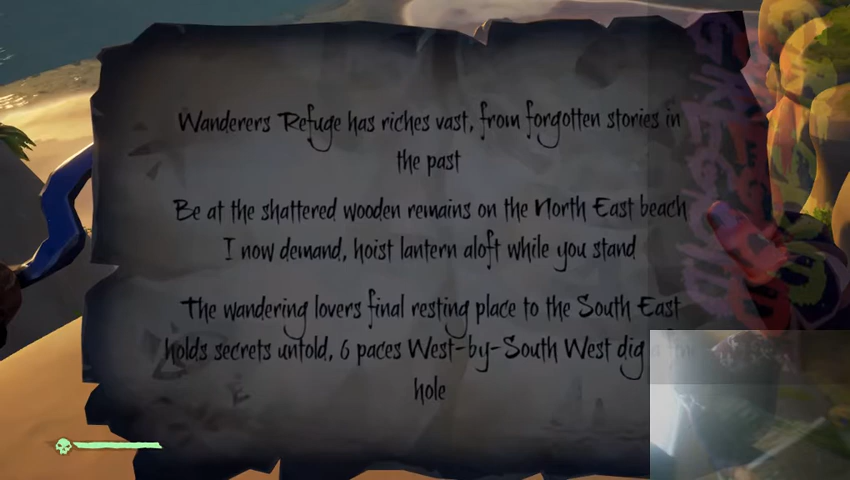 Wanderers Refuge has riches vast, from forgotten stories in
the past
Be at the shattered wooden remains on the North East beach
I now demand, hoist lantern aloft while you stand
The wandering lovers final resting place to the South East
holds secrets untold, 6 paces West-by-South West dig
hole